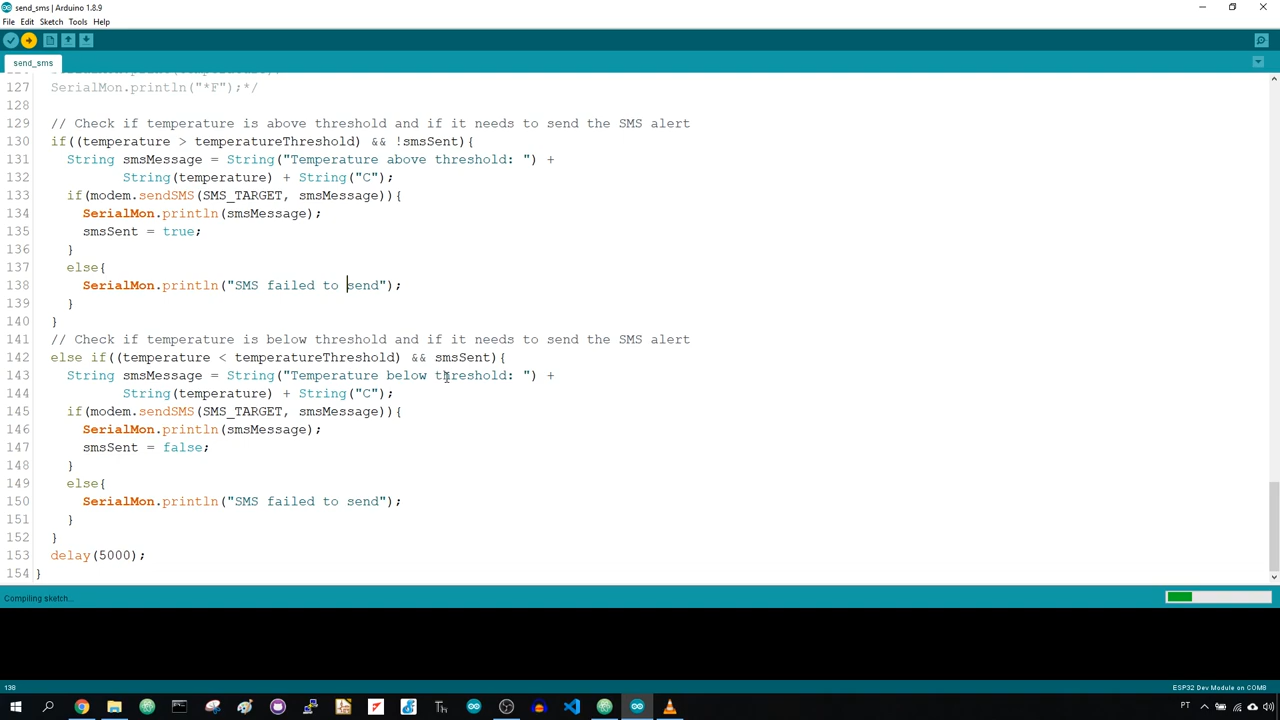 send_sms | Arduino 1.8.9
File Edit Sketch Tools Help
send_sms
127 SerialMon.println("*F");*/
128
129 // Check if temperature is above threshold and if it needs to send the SMS alert
130 if((temperature > temperatureThreshold) && !smsSent){
131 String smsMessage = String("Temperature above threshold: ") +
132 String(temperature) + String("C");
133 if(modem.sendSMS(SMS_TARGET, smsMessage)){
134 SerialMon.println(smsMessage);
135 smsSent = true;
136 }
137 else{
138 SerialMon.println("SMS failed to send");
139 }
140 }
141 // Check if temperature is below threshold and if it needs to send the SMS alert
142 else if((temperature < temperatureThreshold) && smsSent){
143 String smsMessage = String("Temperature below threshold: ") +
144 String(temperature) + String("C");
145 if(modem.sendSMS(SMS_TARGET, smsMessage)){
146 SerialMon.println(smsMessage);
147 smsSent = false;
148 }
149 else{
150 SerialMon.println("SMS failed to send");
151 }
152 }
153 delay(5000);
154 }
Compiling sketch...
138 ESP32 Dev Module on COM8
Th PT